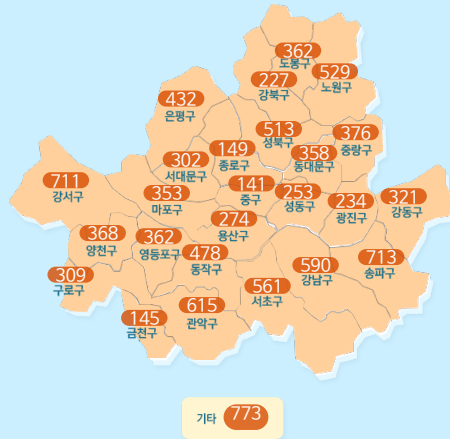 362
도봉구
529
노원구
227
강북구
432
은평구
513
성북구
376
중랑구
149
종로구
358
동대문구
302
서대문구
711
강서구
353
마포구
141
중구
253
성동구
234
광진구
321
강동구
274
용산구
368
양천구
362
영등포구
478
동작구
713
송파구
590
강남구
309
구로구
561
서초구
615
관악구
145
금천구
기타 773